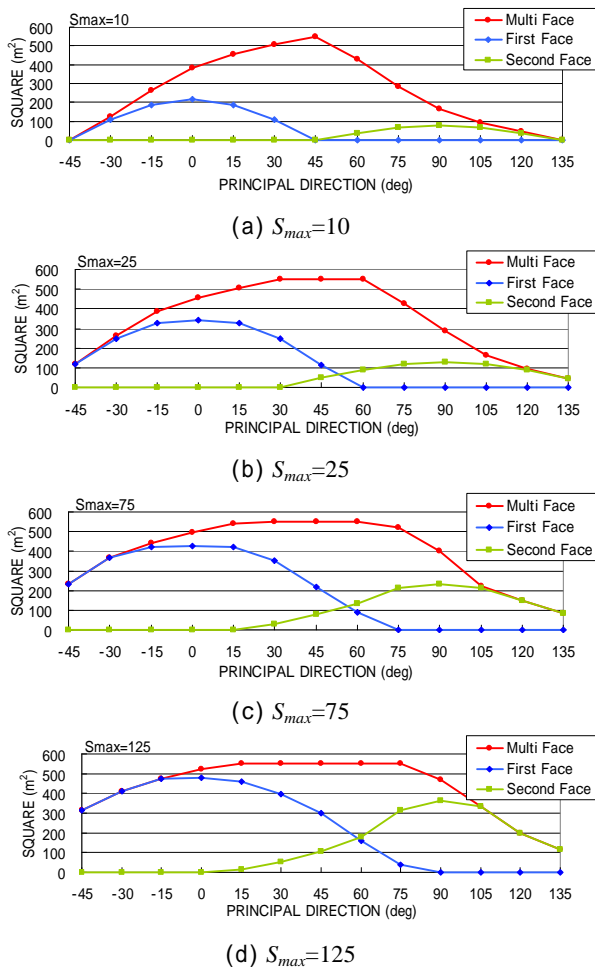 Smax=10
600
500
400
300
200
100
0
SQUARE (m2)
Multi Face
First Face
Second Face
-45 -30 -15 0 15 30 45 60 75 90 105 120 135
PRINCIPAL DIRECTION (deg)
(a) Smax=10
Smax=25
600
500
400
300
200
100
0
SQUARE (m2)
Multi Face
First Face
Second Face
-45 -30 -15 0 15 30 45 60 75 90 105 120 135
PRINCIPAL DIRECTION (deg)
(b) Smax=25
Smax=75
600
500
400
300
200
100
0
SQUARE (m2)
Multi Face
First Face
Second Face
-45 -30 -15 0 15 30 45 60 75 90 105 120 135
PRINCIPAL DIRECTION (deg)
(c) Smax=75
Smax=125
600
500
400
300
200
100
0
SQUARE (m2)
Multi Face
First Face
Second Face
-45 -30 -15 0 15 30 45 60 75 90 105 120 135
PRINCIPAL DIRECTION (deg)
(d) Smax=125